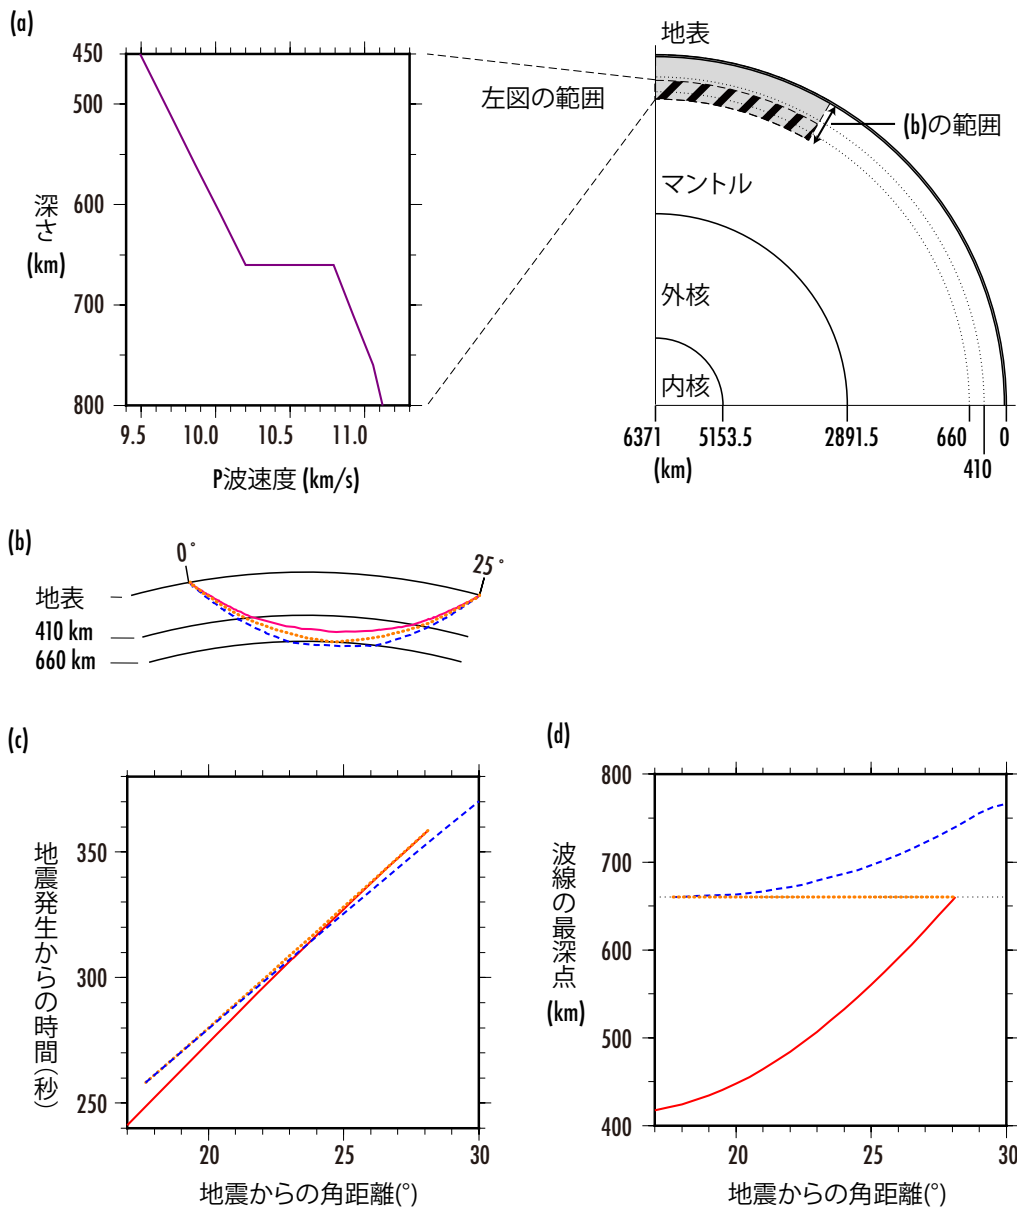 (a)
450
500
600
700
800
深さ
(km)
9.5
10.0
10.5
11.0
P波速度 (km/s)
左図の範囲
地表
(b)の範囲
マントル
外核
内核
6371
5153.5
2891.5
660
0
(km)
410
(b)
0°
25°
地表
410 km
660 km
(c)
350
300
250
地震発生からの時間(秒)
20
25
30
地震からの角距離(°)
(d)
800
700
600
500
400
波線の最深点
(km)
20
25
30
地震からの角距離(°)